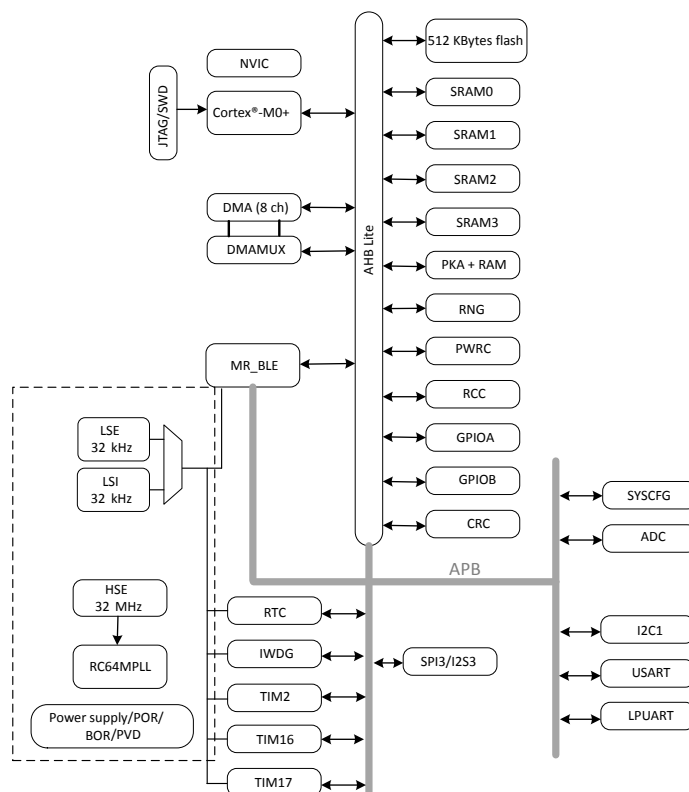 512 KBytes flash
NVIC
JTAG/SWD
Cortex®-M0+
SRAM0
SRAM1
SRAM2
DMA (8 ch)
SRAM3
AHB Lite
DMAMUX
PKA + RAM
RNG
MR_BLE
PWRC
RCC
LSE
32 kHz
GPIOA
LSI
32 kHz
GPIOB
SYSCFG
CRC
ADC
APB
HSE
32 MHz
RTC
I2C1
IWDG
SPI3/I2S3
RC64MPLL
USART
TIM2
LPUART
Power supply/POR/
BOR/PVD
TIM16
TIM17